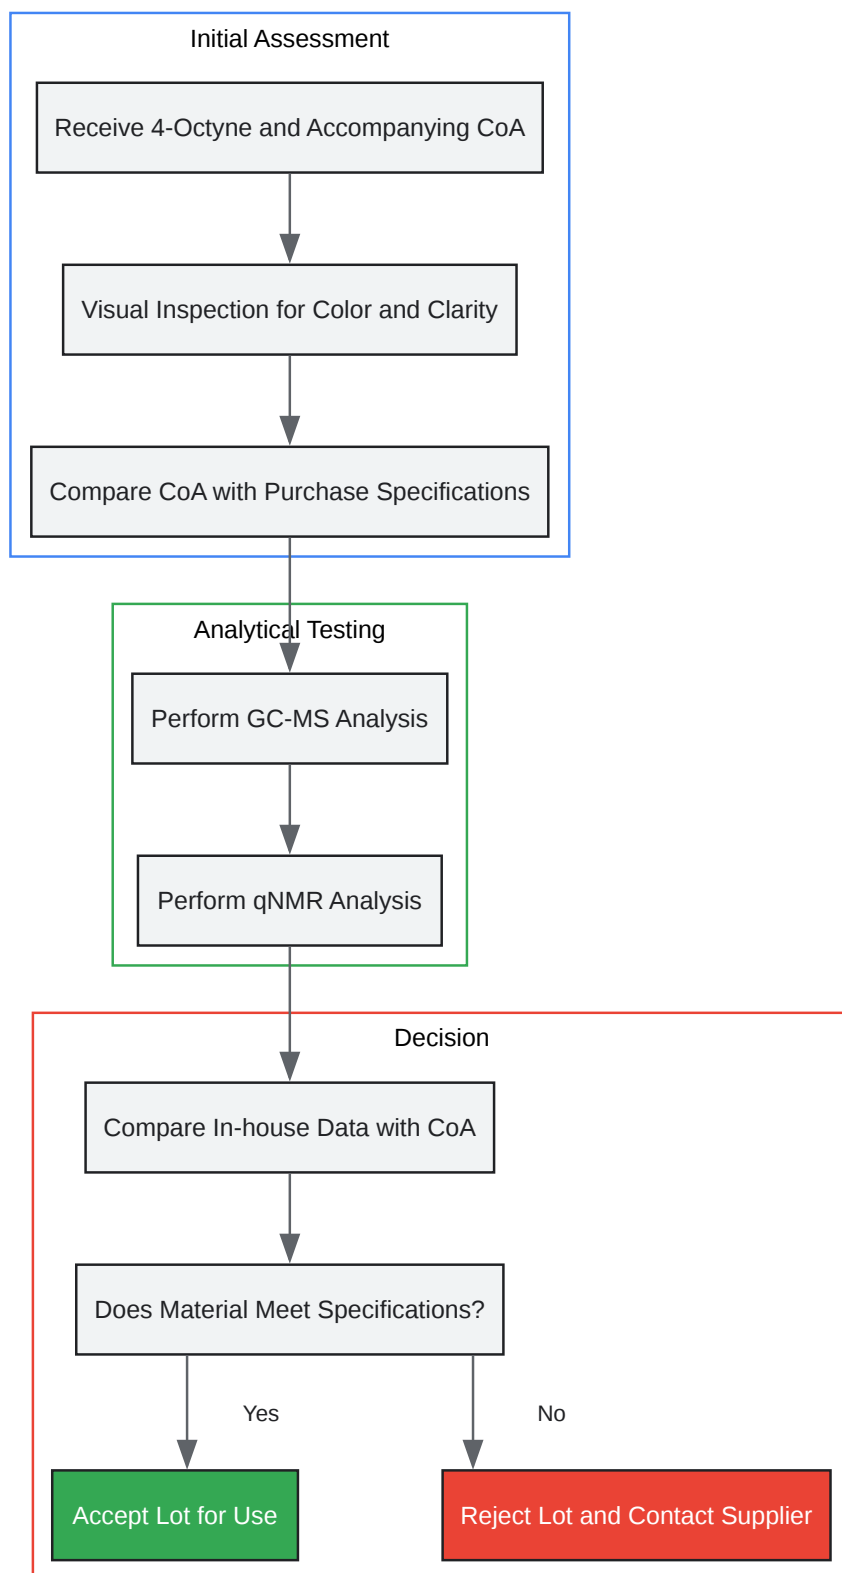 Initial Assessment
Receive 4-Octyne and Accompanying CoA
Visual Inspection for Color and Clarity
Compare CoA with Purchase Specifications
Analytical Testing
Perform GC-MS Analysis
Perform qNMR Analysis
Decision
Compare In-house Data with CoA
Does Material Meet Specifications?
Yes
No
Accept Lot for Use
Reject Lot and Contact Supplier